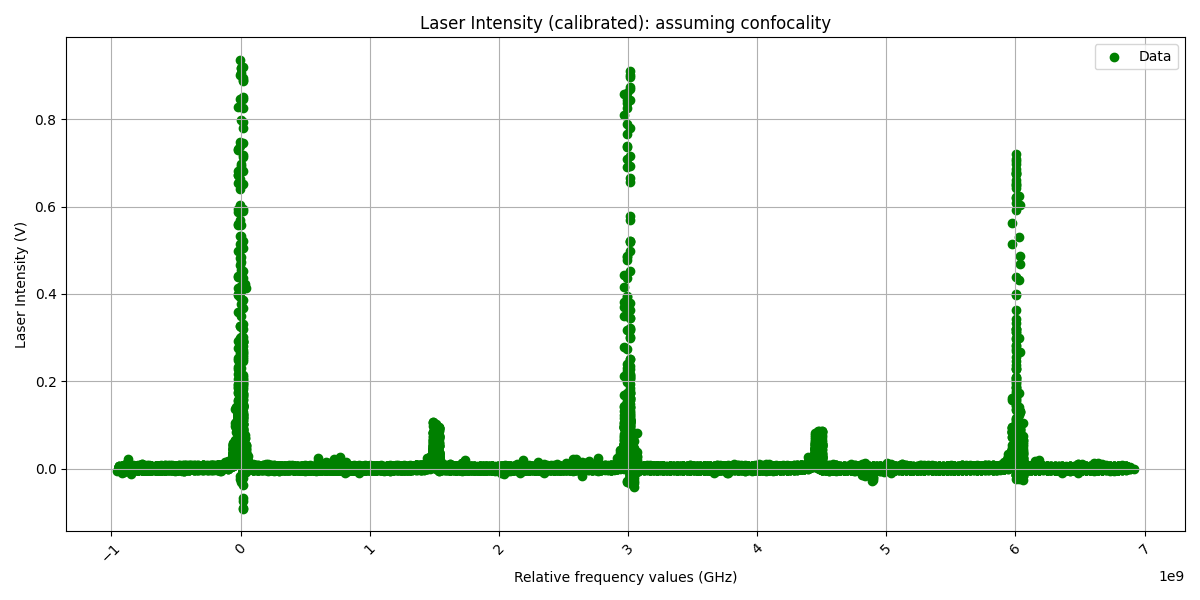 Laser Intensity (calibrated): assuming confocality
Data
Laser Intensity (V)
0.8
0.6
0.4
0.2
0.0
−1
0
1
2
3
4
5
6
7
1e9
Relative frequency values (GHz)